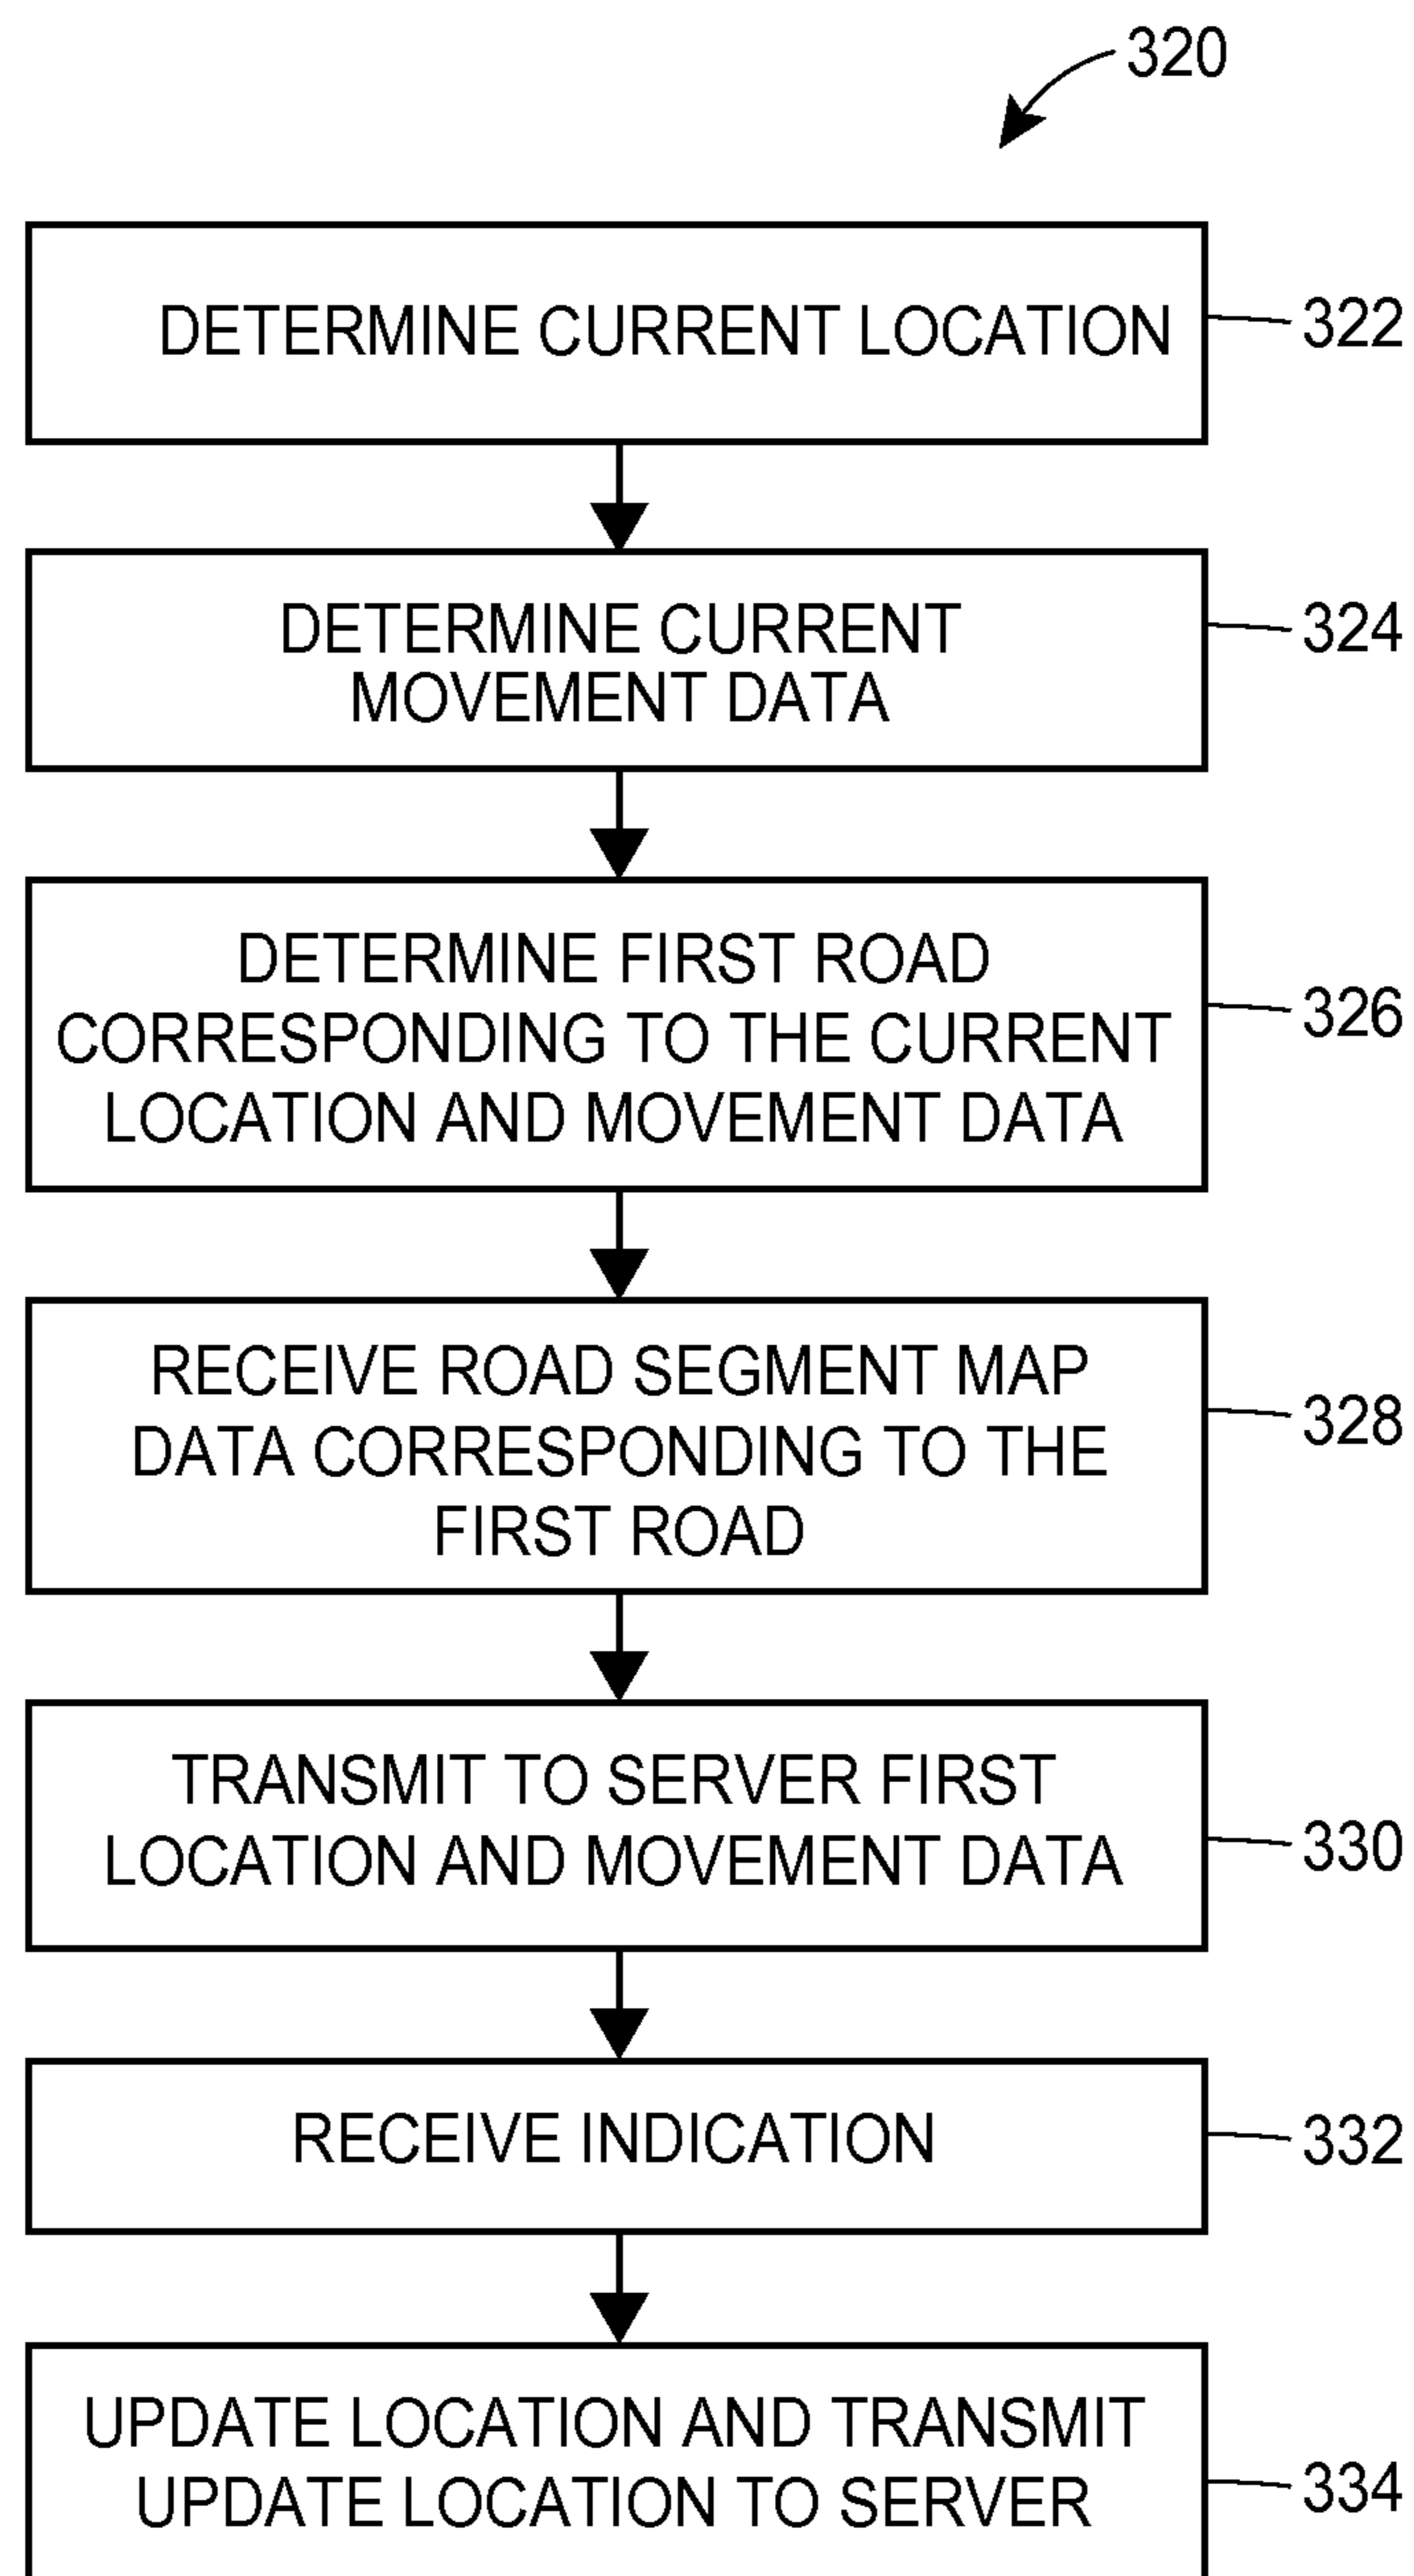 320
DETERMINE CURRENT LOCATION
322
DETERMINE CURRENT
MOVEMENT DATA
324
DETERMINE FIRST ROAD
CORRESPONDING TO THE CURRENT
LOCATION AND MOVEMENT DATA
326
RECEIVE ROAD SEGMENT MAP
DATA CORRESPONDING TO THE
FIRST ROAD
328
TRANSMIT TO SERVER FIRST
LOCATION AND MOVEMENT DATA
330
RECEIVE INDICATION
332
UPDATE LOCATION AND TRANSMIT
UPDATE LOCATION TO SERVER
334